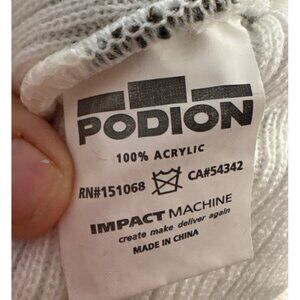 PODION
100% ACRYLIC
RN#151068 CA#54342
IMPACT MACHINE
create make deliver again
MADE IN CHINA